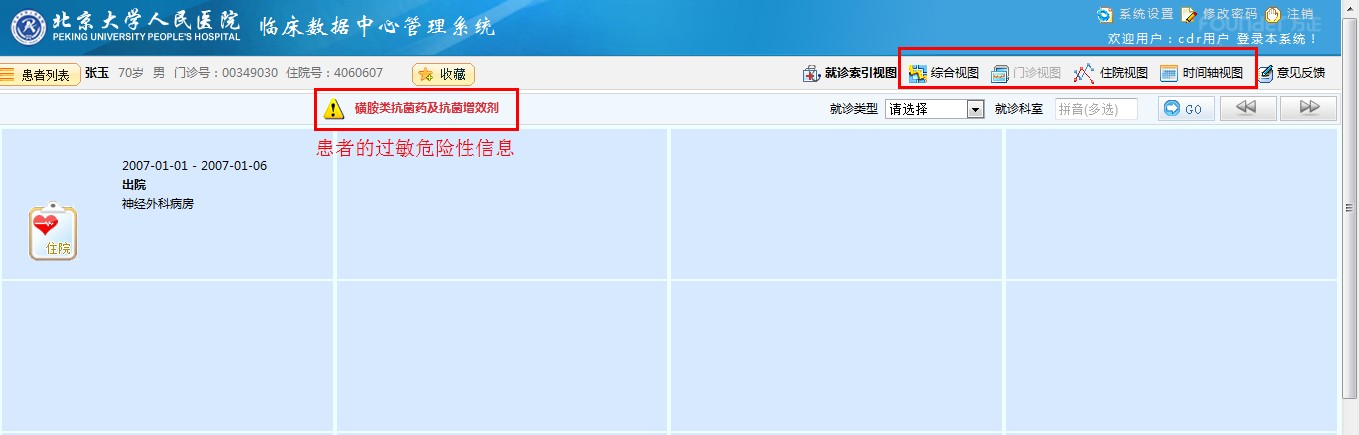 北京大学人民医院 临床数据中心管理系统
PEKING UNIVERSITY PEOPLE'S HOSPITAL
系统设置 修改密码 注销
Founder 方正
欢迎用户：cdr用户 登录本系统！
患者列表 张玉 70岁 男 门诊号：00349030 住院号：4060607 收藏 就诊索引视图 综合视图 门诊视图 住院视图 时间轴视图 意见反馈
磺胺类抗菌药及抗菌增效剂 就诊类型 请选择 就诊科室 拼音(多选) GO
患者的过敏危险性信息
2007-01-01 - 2007-01-06
出院
神经外科病房
住院